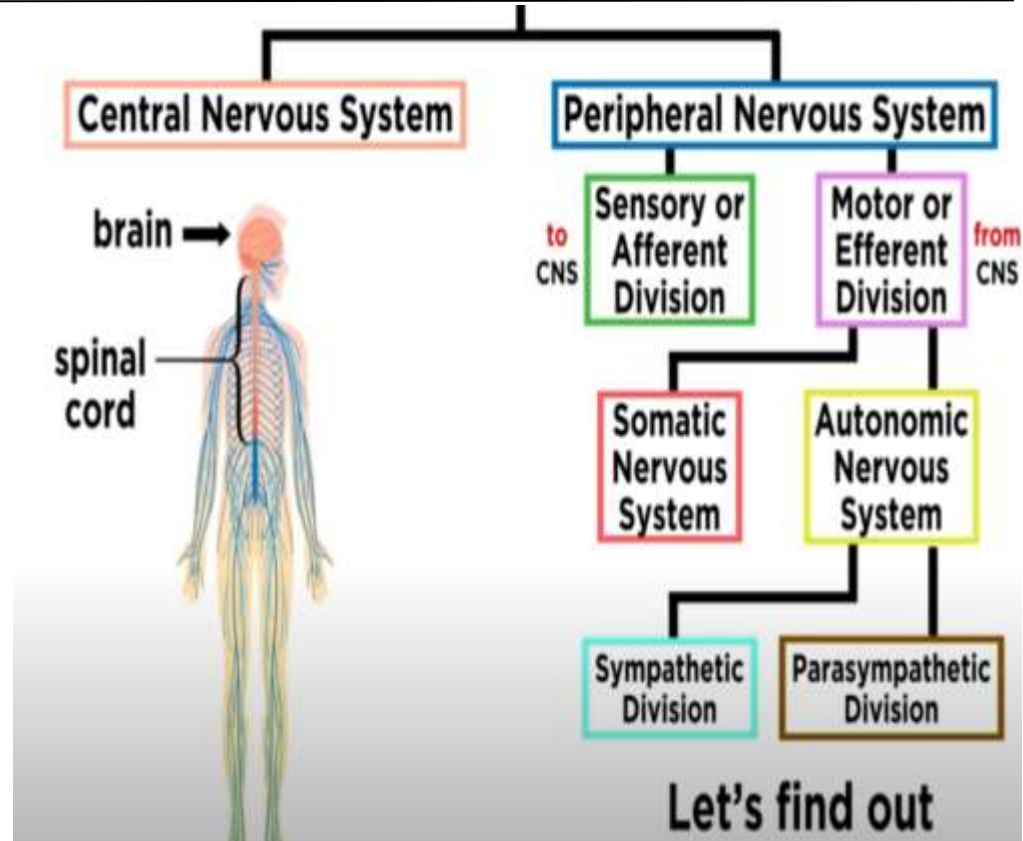 Central Nervous System
brain
spinal
cord
Peripheral Nervous System
to
CNS
Sensory or
Afferent
Division
Motor or
Efferent
Division
from
CNS
Somatic
Nervous
System
Autonomic
Nervous
System
Sympathetic
Division
Parasympathetic
Division
Let's find out